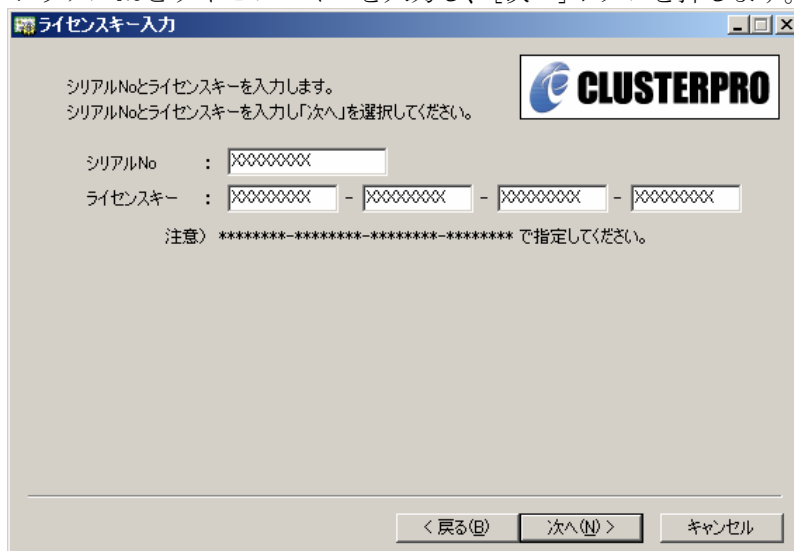 ライセンスキー入力
シリアルNoとライセンスキーを入力します。
シリアルNoとライセンスキーを入力し「次へ」を選択してください。
CLUSTERPRO
シリアルNo : XXXXXXXX
ライセンスキー : XXXXXXXX - XXXXXXXX - XXXXXXXX - XXXXXXXX
注意) ********-********-********-******** で指定してください。
< 戻る(B) 次へ(N) > キャンセル